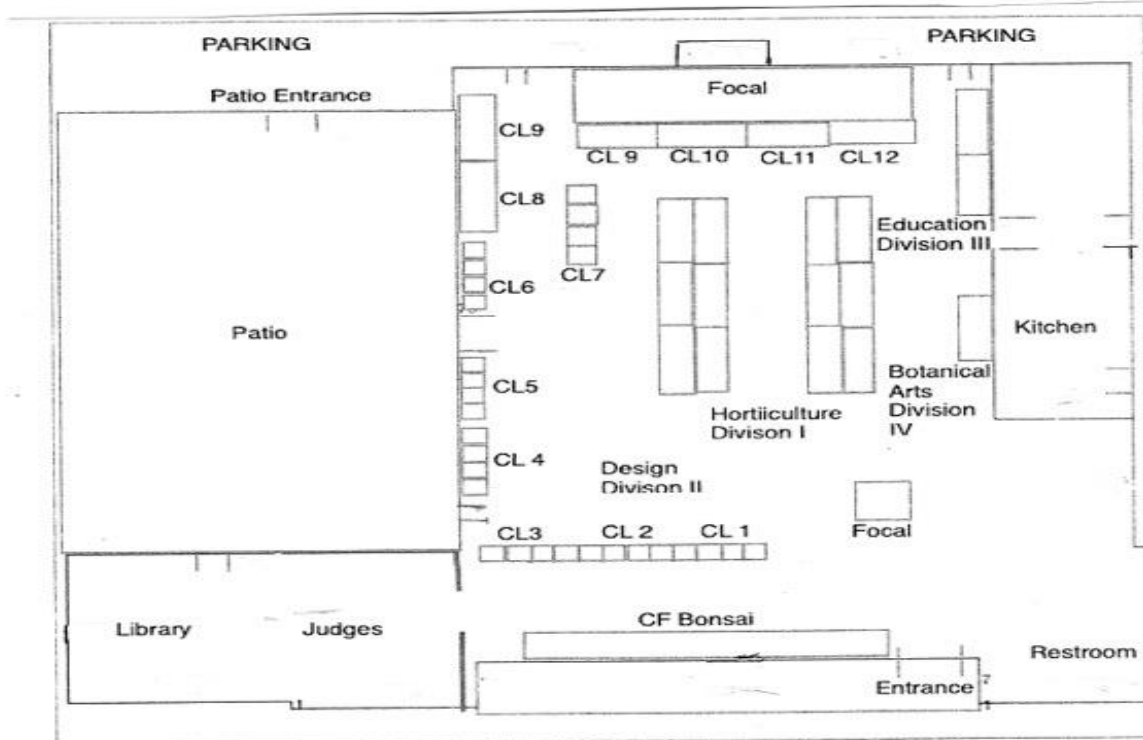 PARKING
PARKING
Patio Entrance
Focal
CL9
CL 9
CL10
CL11
CL12
CL8
Education
Division III
CL7
CL6
Patio
Kitchen
CL5
Botanical
Arts
Division
IV
Hortiiculture
Divison I
CL 4
Design
Divison II
CL3
CL 2
CL 1
Focal
Library
Judges
CF Bonsai
Restroom
Entrance